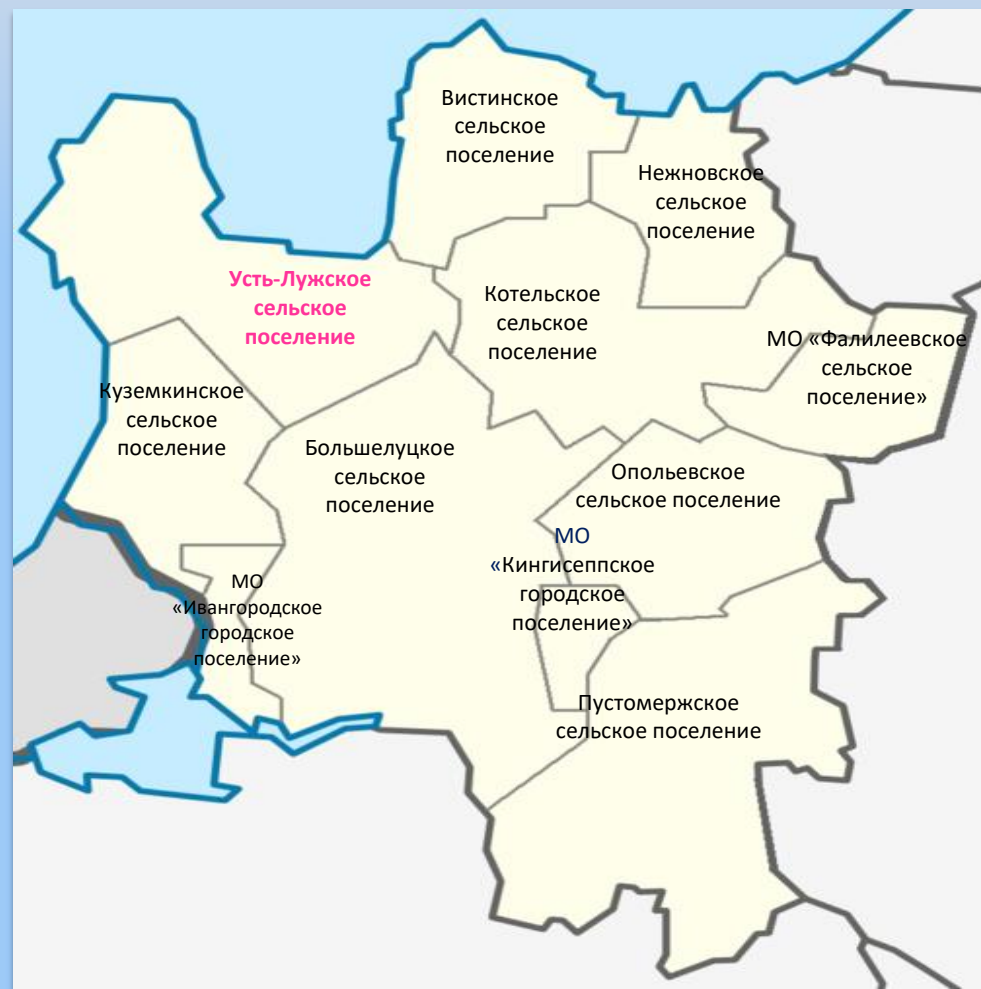 Вистинское
сельское
поселение
Нежновское
сельское
поселение
Усть-Лужское
сельское
поселение
Котельское
сельское
поселение
МО «Фалилеевское
сельское
поселение»
Куземкинское
сельское
поселение
Большелуцкое
сельское
поселение
Опольевское
сельское поселение
МО
«Кингисеппское
городское
поселение»
МО
«Ивангородское
городское
поселение»
Пустомержское
сельское поселение